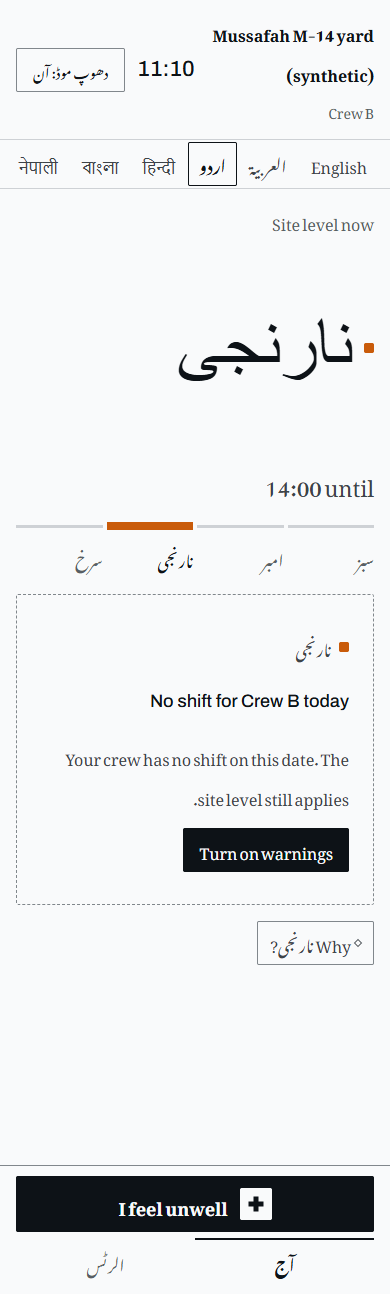 Mussafah M-14 yard
(synthetic)
Crew B
11:10
دھوپ موڈ: آن
English
العربية
اردو
हिन्दी
বাংলা
नेपाली
Site level now
نارنجی
14:00 until
سبز
امبر
نارنجی
سرخ
نارنجی
No shift for Crew B today
Your crew has no shift on this date. The
site level still applies.
Turn on warnings
Why نارنجی?
I feel unwell
آج
الرٹس